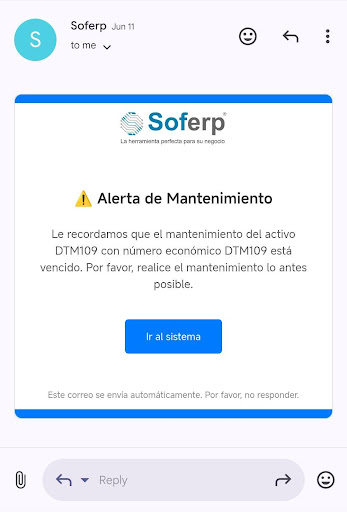 S
Soferp Jun 11
to me
Soferp®
La herramienta perfecta para su negocio
⚠️ Alerta de Mantenimiento
Le recordamos que el mantenimiento del activo
DTM109 con número económico DTM109 está
vencido. Por favor, realice el mantenimiento lo antes
posible.
Ir al sistema
Este correo se envía automáticamente. Por favor, no responder.
Reply